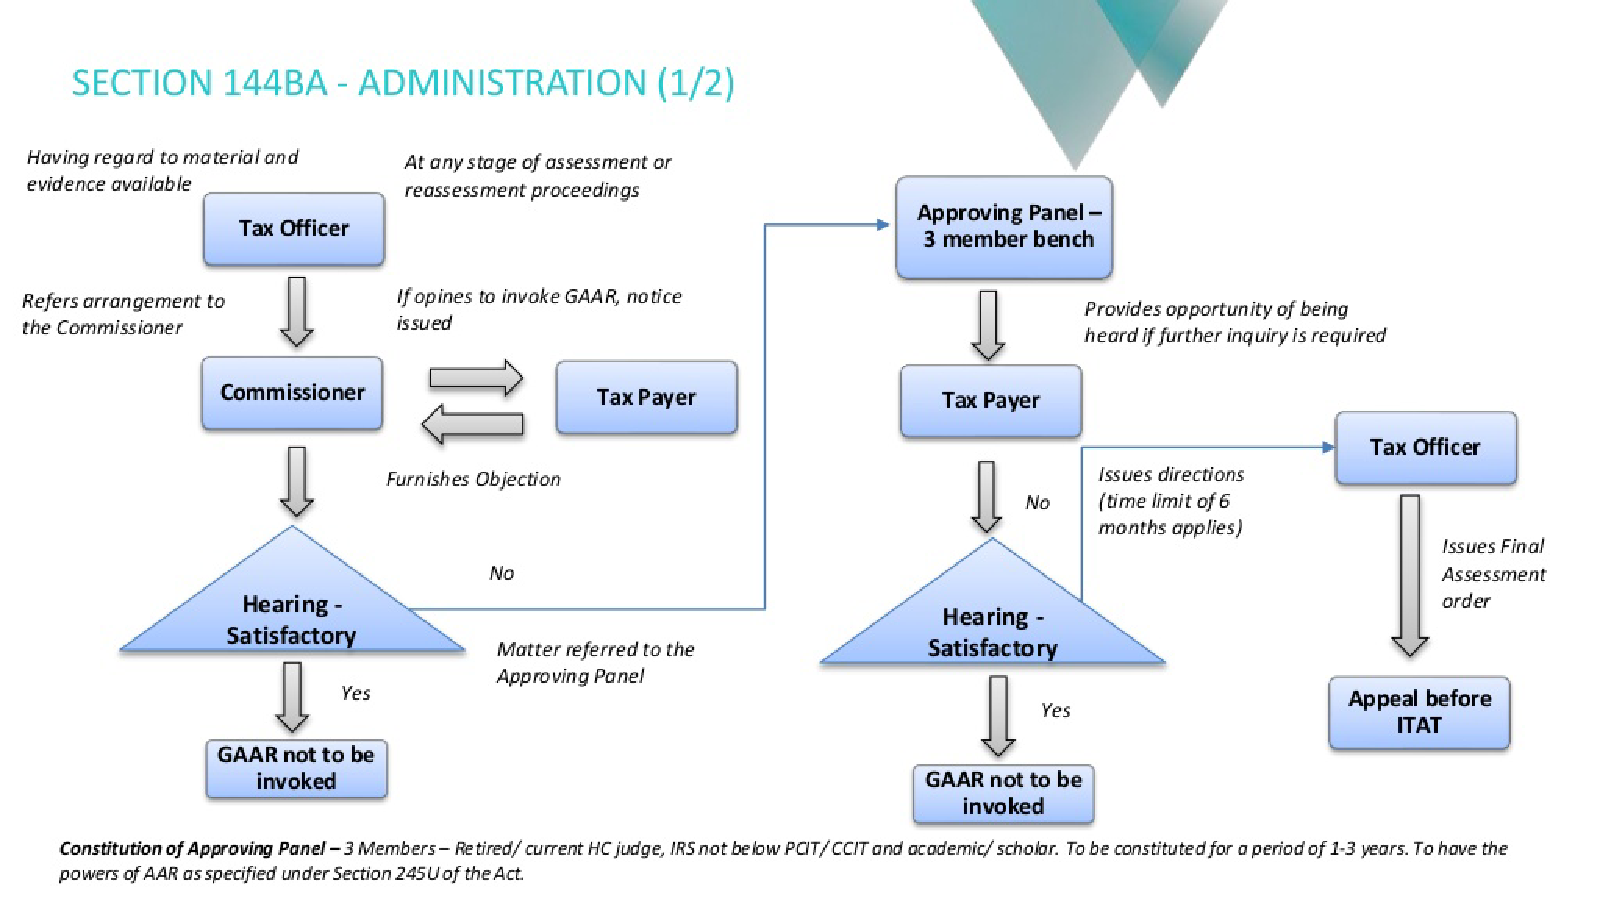 SECTION 144BA - ADMINISTRATION (1/2)
Having regard to material and
evidence available
At any stage of assessment or
reassessment proceedings
Tax Officer
Refers arrangement to
the Commissioner
If opines to invoke GAAR, notice
issued
Commissioner
Tax Payer
Furnishes Objection
Hearing -
Satisfactory
No
Matter referred to the
Approving Panel
Yes
GAAR not to be
invoked
Approving Panel –
3 member bench
Provides opportunity of being
heard if further inquiry is required
Tax Payer
No
Issues directions
(time limit of 6
months applies)
Hearing -
Satisfactory
Yes
GAAR not to be
invoked
Tax Officer
Issues Final
Assessment
order
Appeal before
ITAT
Constitution of Approving Panel – 3 Members – Retired/ current HC judge, IRS not below PCIT/ CCIT and academic/ scholar. To be constituted for a period of 1-3 years. To have the
powers of AAR as specified under Section 245U of the Act.